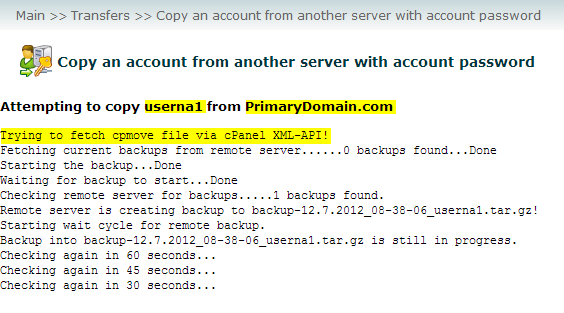 Main >> Transfers >> Copy an account from another server with account password
Copy an account from another server with account password
Attempting to copy userna1 from PrimaryDomain.com
Trying to fetch cpmove file via cPanel XML-API!
Fetching current backups from remote server......0 backups found...Done
Starting the backup...Done
Waiting for backup to start...Done
Checking remote server for backups.....1 backups found.
Remote server is creating backup to backup-12.7.2012_08-38-06_userna1.tar.gz!
Starting wait cycle for remote backup.
Backup into backup-12.7.2012_08-38-06_userna1.tar.gz is still in progress.
Checking again in 60 seconds...
Checking again in 45 seconds...
Checking again in 30 seconds...